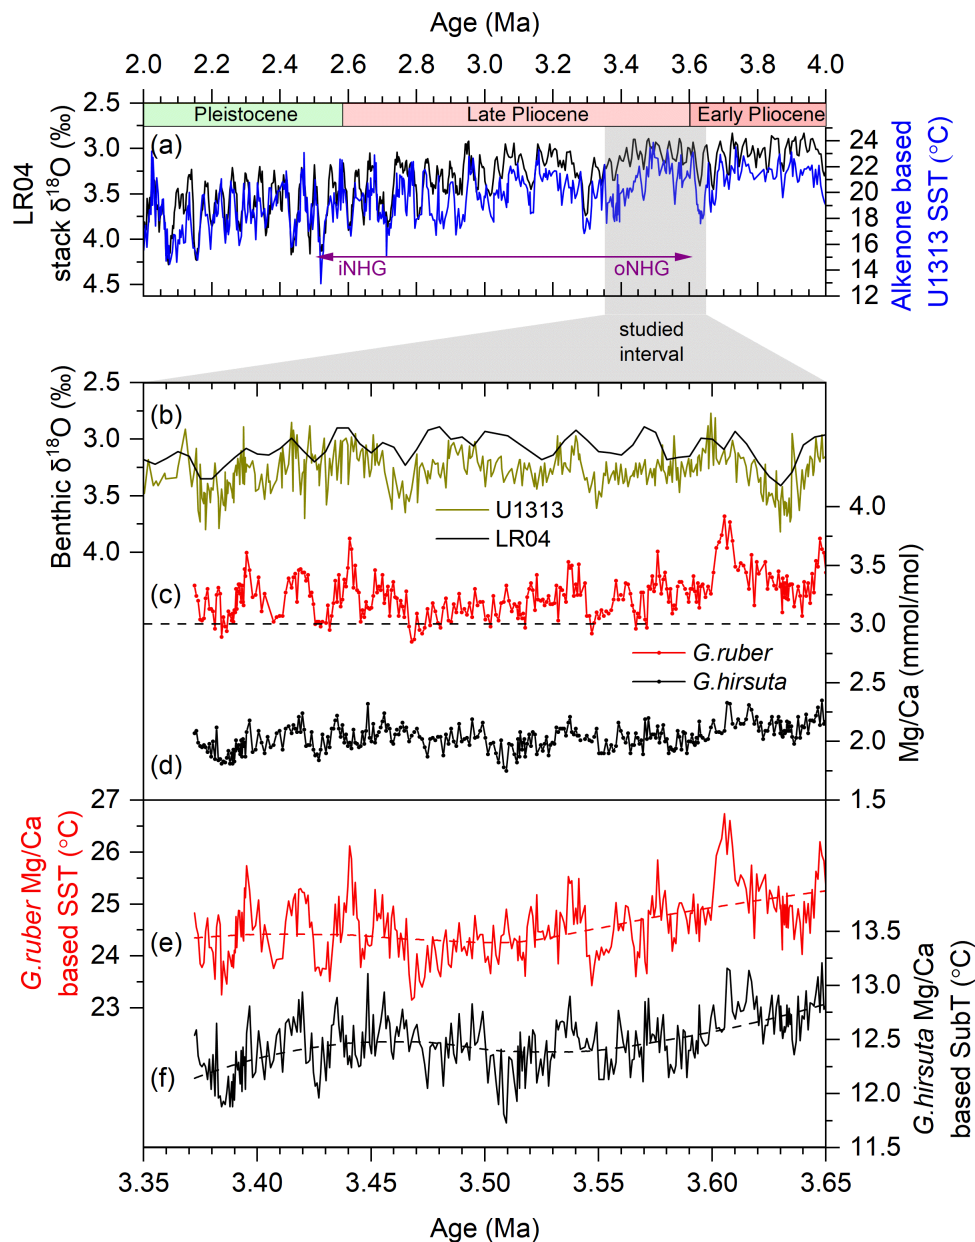 Age (Ma)
2.0 2.2 2.4 2.6 2.8 3.0 3.2 3.4 3.6 3.8 4.0
Pleistocene Late Pliocene Early Pliocene
(a)
LR04
stack δ¹⁸O (‰)
2.5
3.0
3.5
4.0
4.5
Alkenone based
U1313 SST (°C)
24
22
20
18
16
14
12
iNHG oNHG
studied
interval
Benthic δ¹⁸O (‰)
2.5
3.0
3.5
4.0
(b)
U1313
LR04
(c)
G.ruber
G.hirsuta
(d)
Mg/Ca (mmol/mol)
4.0
3.5
3.0
2.5
2.0
1.5
G.ruber Mg/Ca
based SST (°C)
27
26
25
24
23
(e)
(f)
G.hirsuta Mg/Ca
based SubT (°C)
13.5
13.0
12.5
12.0
11.5
3.35 3.40 3.45 3.50 3.55 3.60 3.65
Age (Ma)